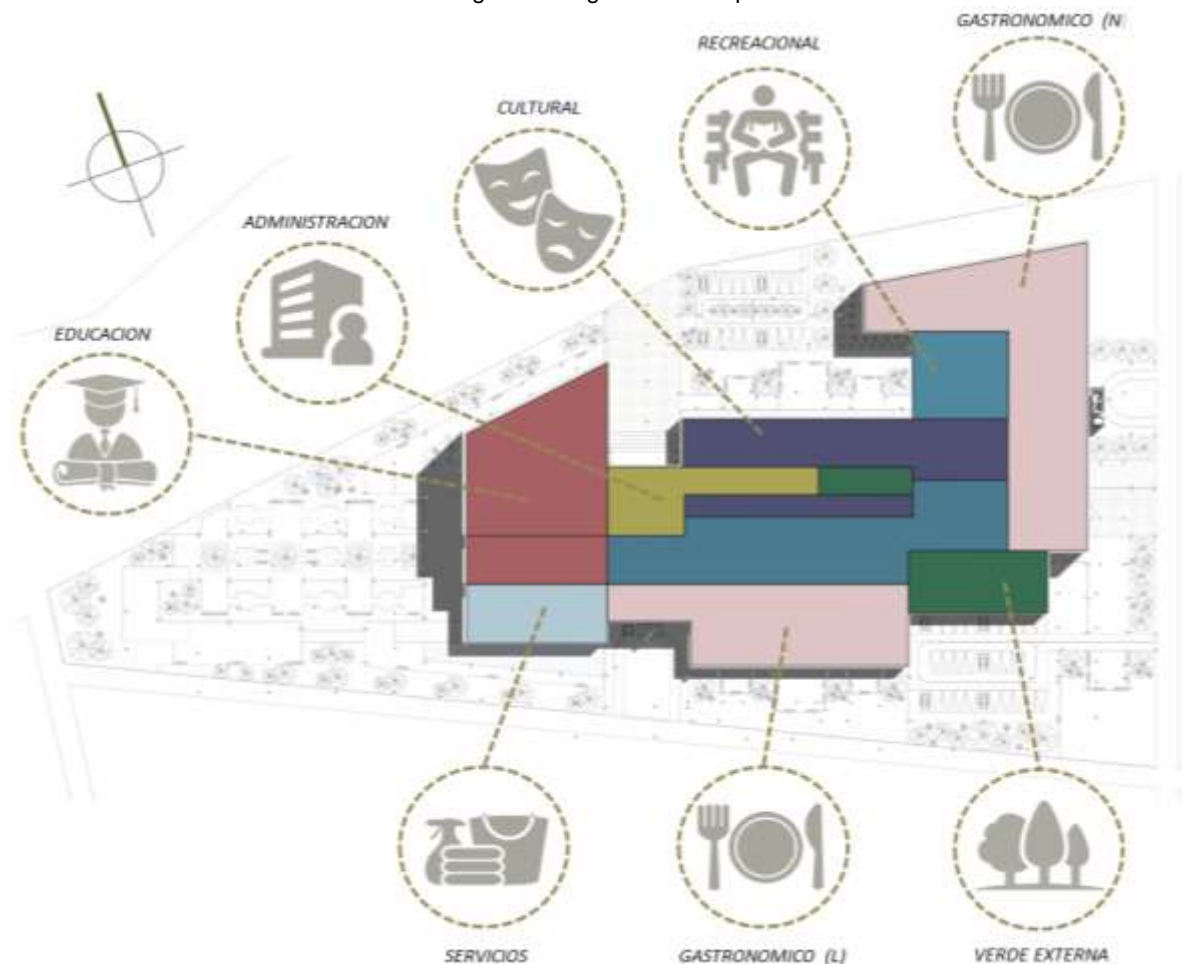 GASTRONOMICO (N
RECREACIONAL
CULTURAL
ADMINISTRACION
EDUCACION
SERVICIOS
GASTRONOMICO (L)
VERDE EXTERNA